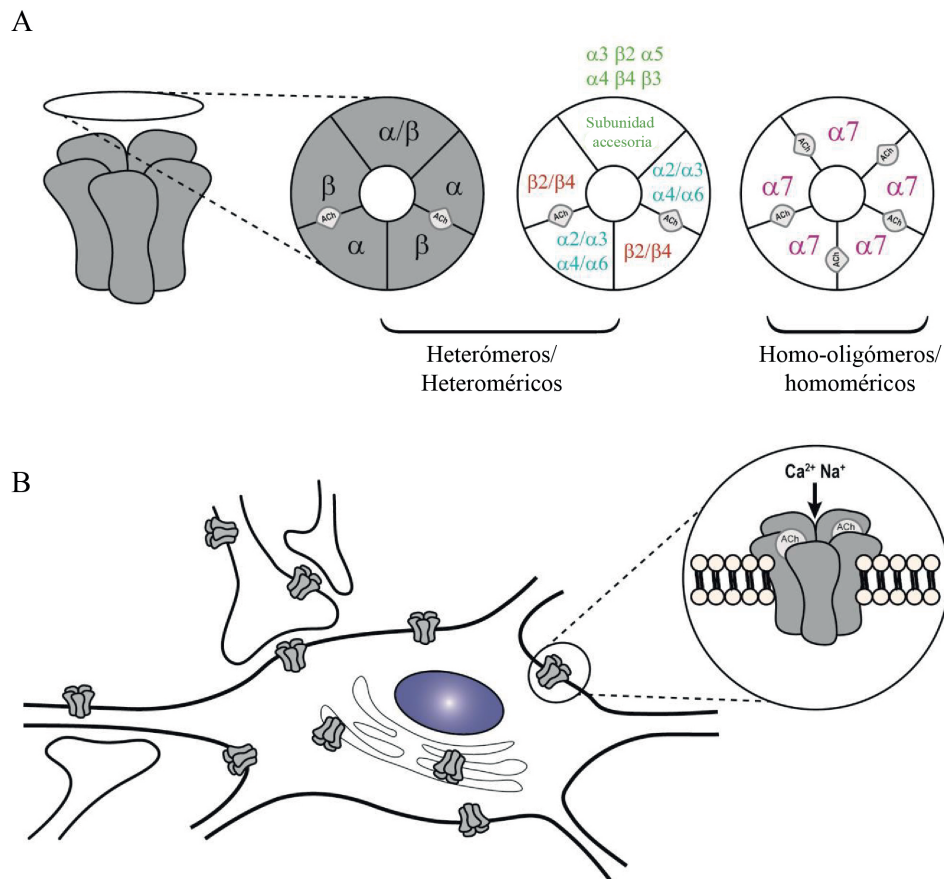 A
α/β
β
α
ACh
ACh
α
β
α3 β2 α5
α4 β4 β3
Subunidad
accesoria
β2/β4
α2/α3
α4/α6
ACh
ACh
α2/α3
α4/α6
β2/β4
α7
ACh
ACh
α7
α7
ACh
ACh
α7
α7
ACh
Heterómeros/
Heteroméricos
Homo-oligómeros/
homoméricos
B
Ca²⁺ Na⁺
ACh
ACh